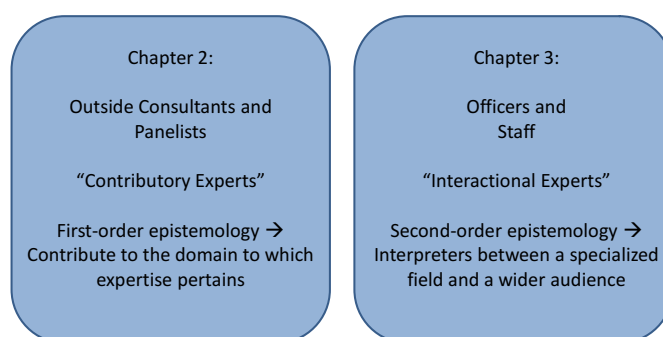 Chapter 2:
Outside Consultants and
Panelists
“Contributory Experts”
First-order epistemology →
Contribute to the domain to which
expertise pertains
Chapter 3:
Officers and
Staff
“Interactional Experts”
Second-order epistemology →
Interpreters between a specialized
field and a wider audience